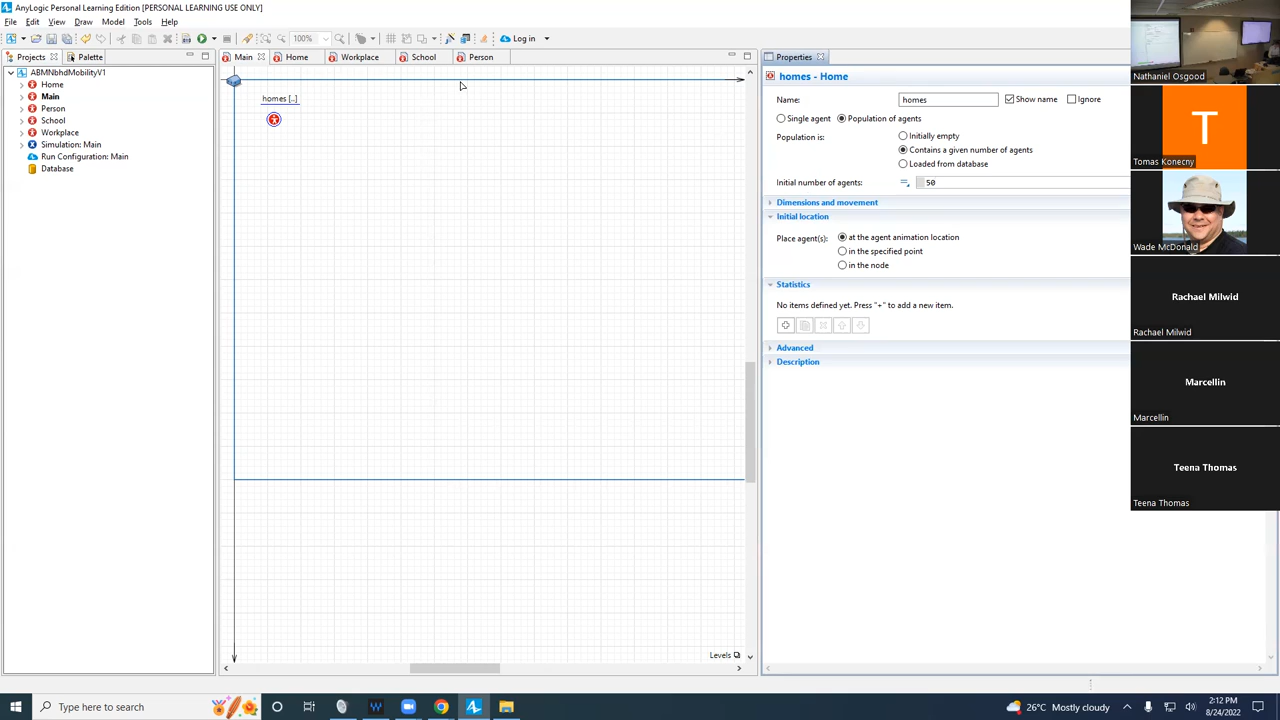 AnyLogic Personal Learning Edition [PERSONAL LEARNING USE ONLY]
File Edit View Draw Model Tools Help
100% Log in
Projects Palette
Main Home Workplace School Person
Properties
ABMNbhdMobilityV1
Home
Main
Person
School
Workplace
Simulation: Main
Run Configuration: Main
Database
homes [..]
Levels
homes - Home
Name: homes Show name Ignore
Single agent Population of agents
Population is: Initially empty
Contains a given number of agents
Loaded from database
Initial number of agents: 50
Dimensions and movement
Initial location
Place agent(s): at the agent animation location
in the specified point
in the node
Statistics
No items defined yet. Press "+" to add a new item.
Advanced
Description
Nathaniel Osgood
T
Tomas Konecny
Wade McDonald
Rachael Milwid
Rachael Milwid
Marcellin
Marcellin
Teena Thomas
Teena Thomas
Type here to search
26°C Mostly cloudy
2:12 PM
8/24/2022